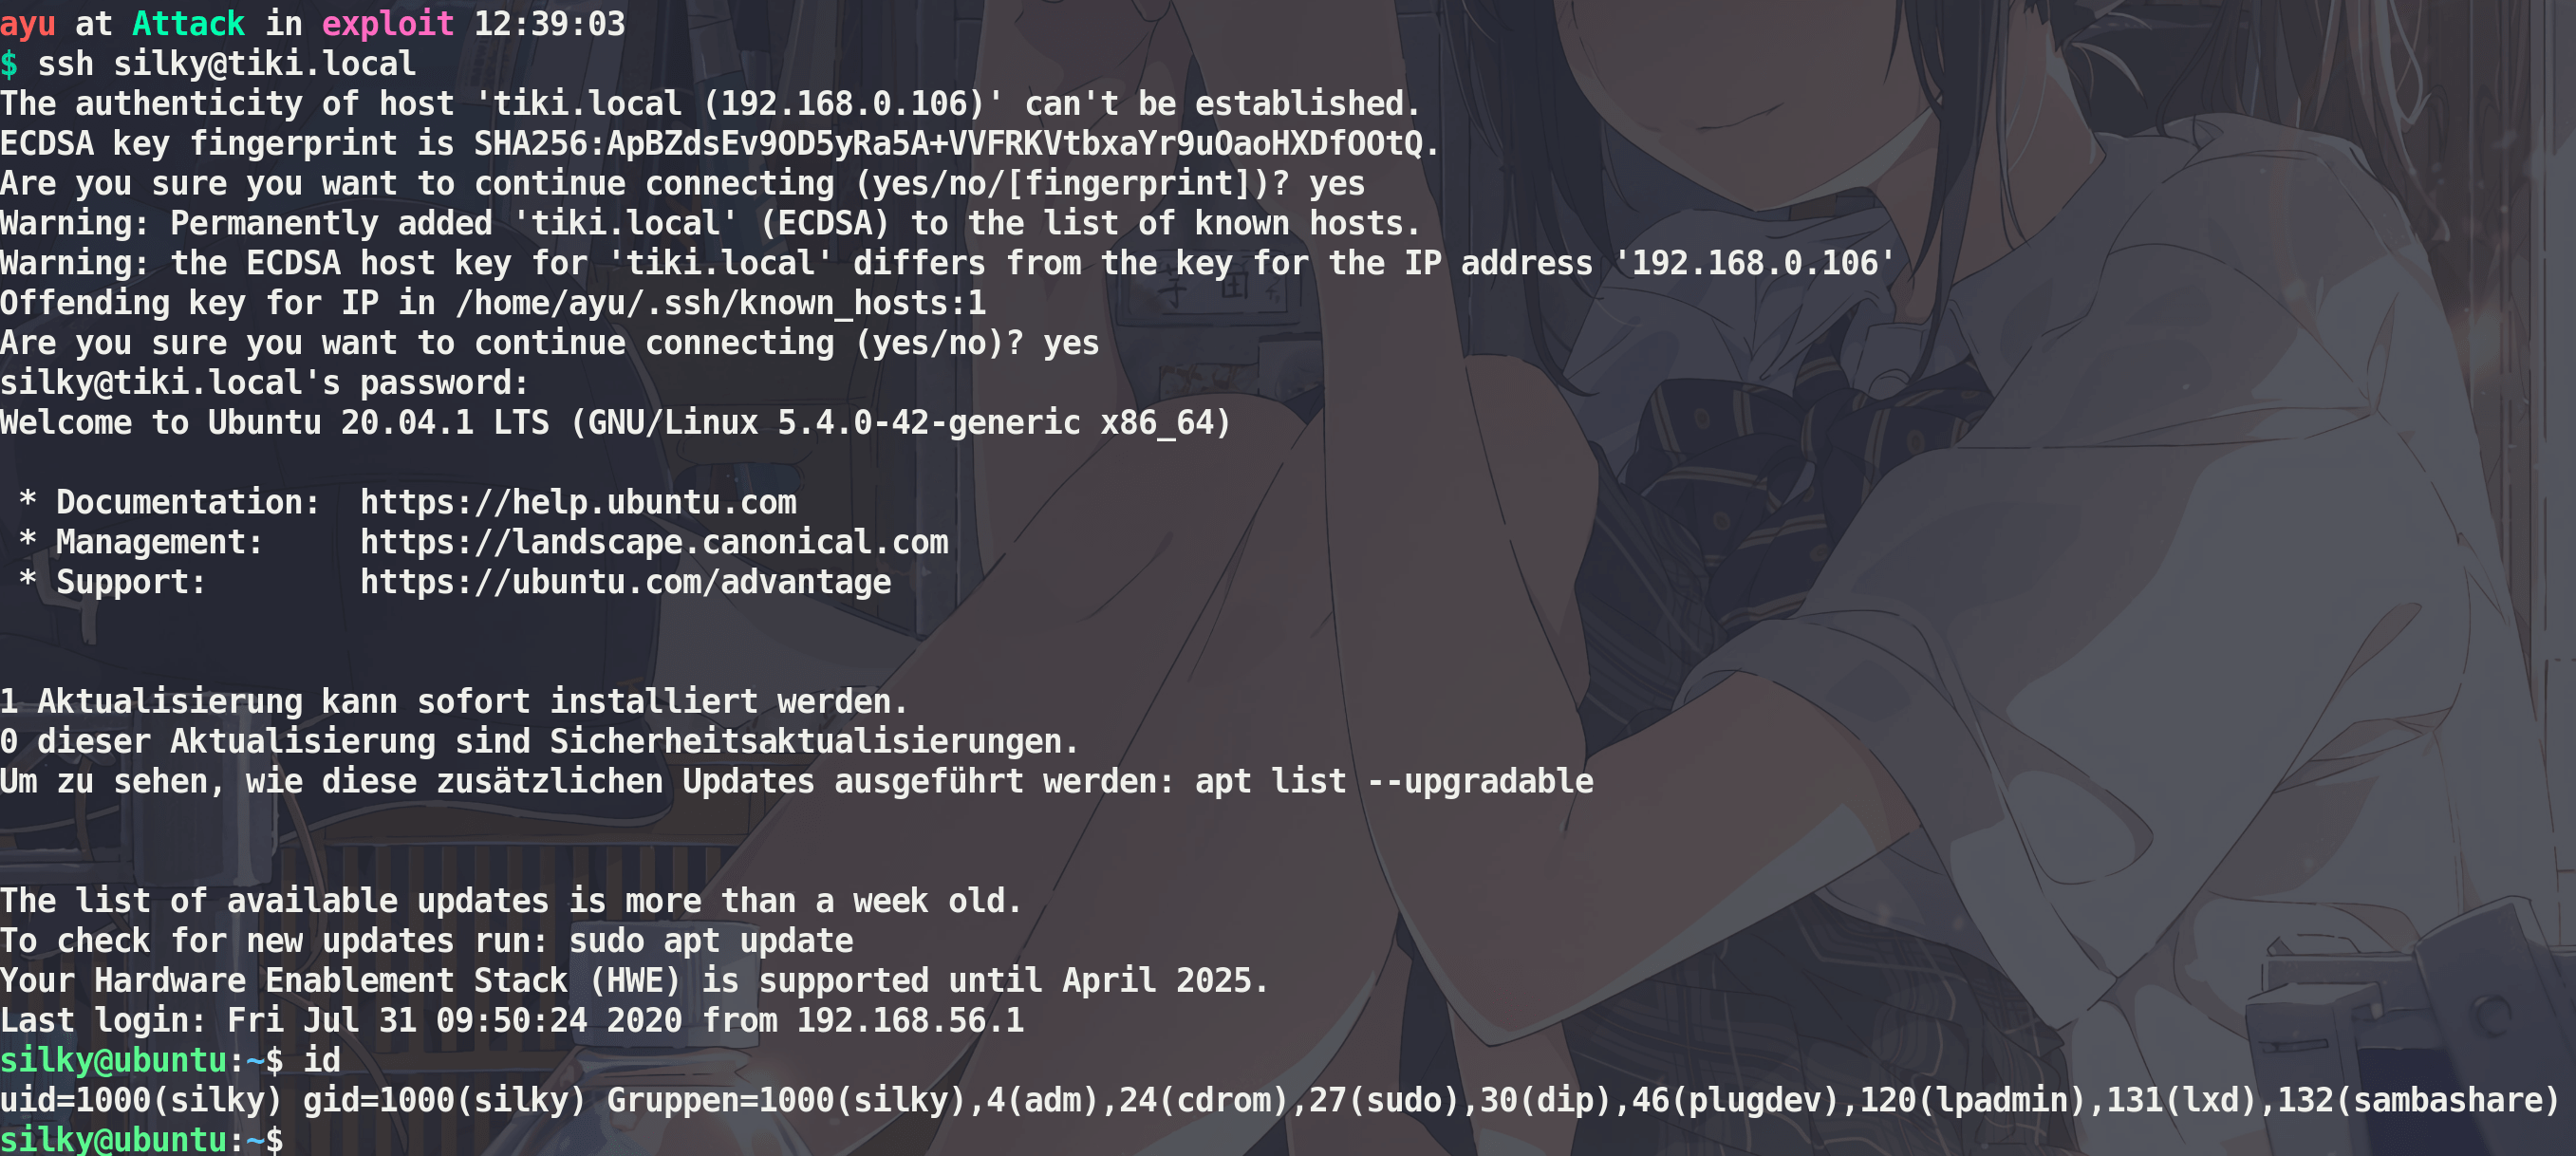 ayu at Attack in exploit 12:39:03
$ ssh silky@tiki.local
The authenticity of host 'tiki.local (192.168.0.106)' can't be established.
ECDSA key fingerprint is SHA256:ApBZdsEv9OD5yRa5A+VVFRKVtbxaYr9uOaoHXDfOOtQ.
Are you sure you want to continue connecting (yes/no/[fingerprint])? yes
Warning: Permanently added 'tiki.local' (ECDSA) to the list of known hosts.
Warning: the ECDSA host key for 'tiki.local' differs from the key for the IP address '192.168.0.106'
Offending key for IP in /home/ayu/.ssh/known_hosts:1
Are you sure you want to continue connecting (yes/no)? yes
silky@tiki.local's password:
Welcome to Ubuntu 20.04.1 LTS (GNU/Linux 5.4.0-42-generic x86_64)
 * Documentation:  https://help.ubuntu.com
 * Management:     https://landscape.canonical.com
 * Support:        https://ubuntu.com/advantage
1 Aktualisierung kann sofort installiert werden.
0 dieser Aktualisierung sind Sicherheitsaktualisierungen.
Um zu sehen, wie diese zusätzlichen Updates ausgeführt werden: apt list --upgradable
The list of available updates is more than a week old.
To check for new updates run: sudo apt update
Your Hardware Enablement Stack (HWE) is supported until April 2025.
Last login: Fri Jul 31 09:50:24 2020 from 192.168.56.1
silky@ubuntu:~$ id
uid=1000(silky) gid=1000(silky) Gruppen=1000(silky),4(adm),24(cdrom),27(sudo),30(dip),46(plugdev),120(lpadmin),131(lxd),132(sambashare)
silky@ubuntu:~$